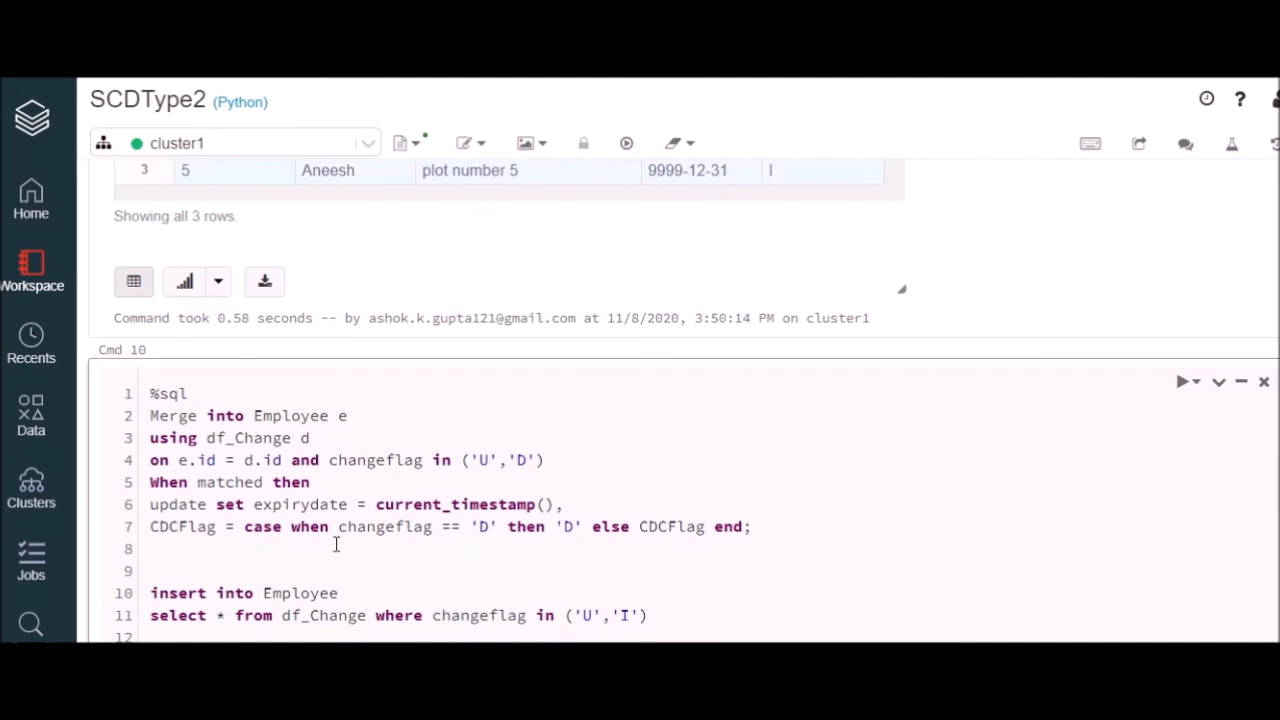 SCDType2 (Python)
cluster1
3 5 Aneesh plot number 5 9999-12-31 I
Showing all 3 rows.
Command took 0.58 seconds -- by ashok.k.gupta121@gmail.com at 11/8/2020, 3:50:14 PM on cluster1
Cmd 10
1 %sql
2 Merge into Employee e
3 using df_Change d
4 on e.id = d.id and changeflag in ('U','D')
5 When matched then
6 update set expirydate = current_timestamp(),
7 CDCFlag = case when changeflag == 'D' then 'D' else CDCFlag end;
8
9
10 insert into Employee
11 select * from df_Change where changeflag in ('U','I')
12
Home
Workspace
Recents
Data
Clusters
Jobs